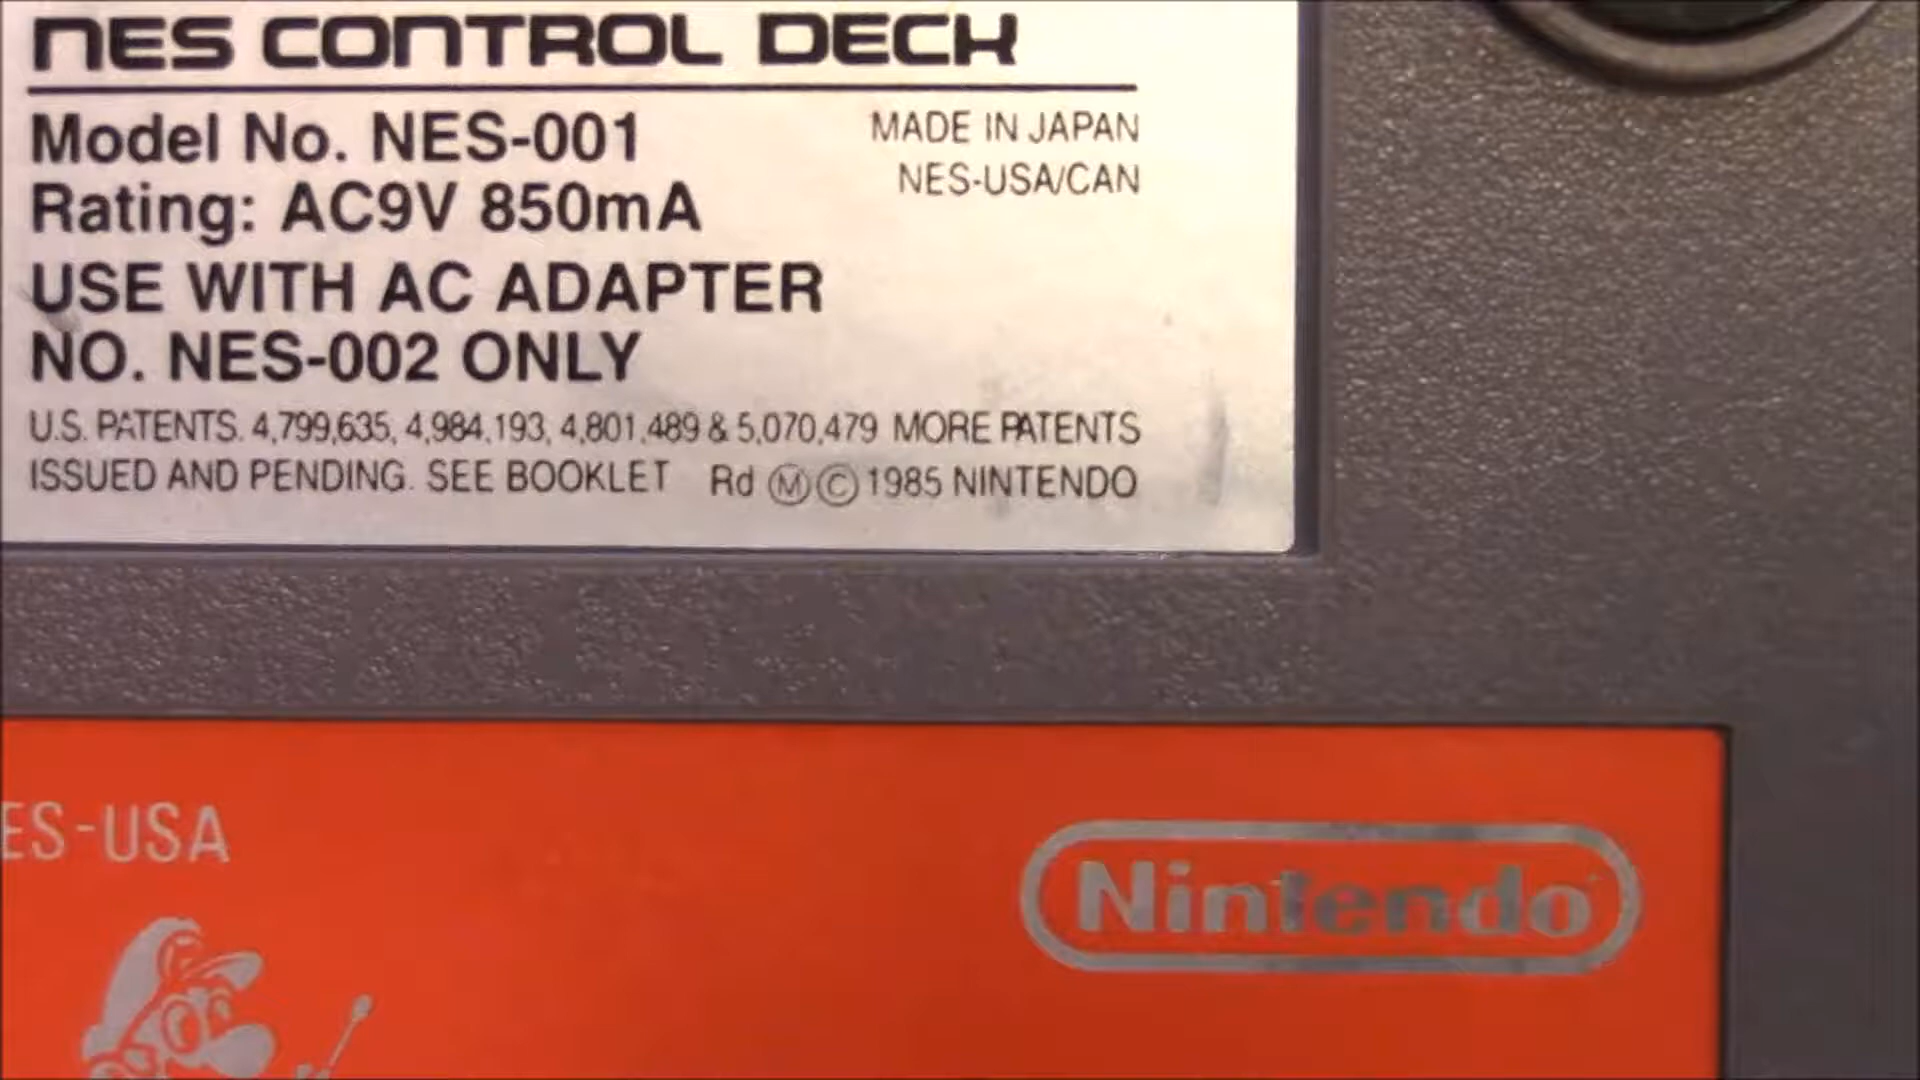 NES CONTROL DECK
Model No. NES-001
MADE IN JAPAN
Rating: AC9V 850mA
NES-USA/CAN
USE WITH AC ADAPTER
NO. NES-002 ONLY
U.S. PATENTS. 4,799,635, 4,984,193, 4,801,489 & 5,070,479 MORE PATENTS
ISSUED AND PENDING. SEE BOOKLET Rd Ⓜ © 1985 NINTENDO
ES-USA
Nintendo